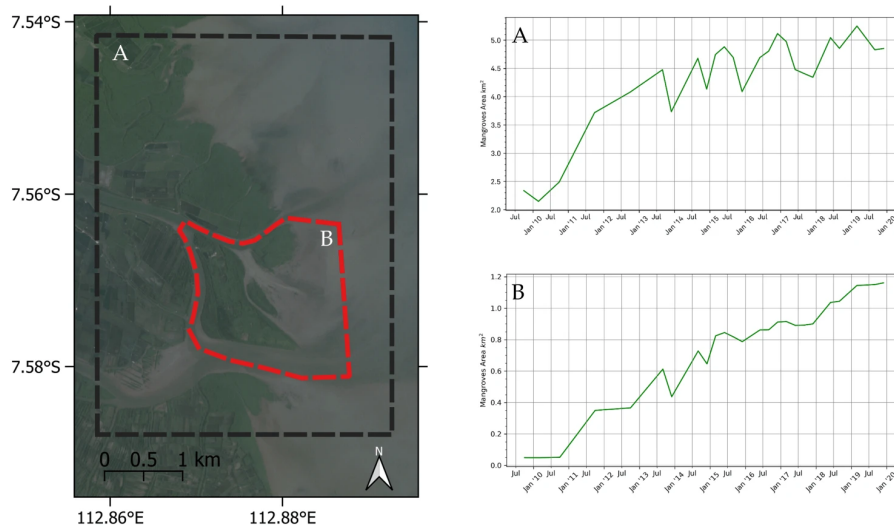 7.54°S
7.56°S
7.58°S
A
B
N
0 0.5 1 km
112.86°E
112.88°E
A
Mangroves Area km²
5.0
4.5
4.0
3.5
3.0
2.5
2.0
Jul
Jan '10
Jul
Jan '11
Jul
Jan '12
Jul
Jan '13
Jul
Jan '14
Jul
Jan '15
Jul
Jan '16
Jul
Jan '17
Jul
Jan '18
Jul
Jan '19
Jul
Jan '20
B
Mangroves Area km²
1.2
1.0
0.8
0.6
0.4
0.2
0.0
Jul
Jan '10
Jul
Jan '11
Jul
Jan '12
Jul
Jan '13
Jul
Jan '14
Jul
Jan '15
Jul
Jan '16
Jul
Jan '17
Jul
Jan '18
Jul
Jan '19
Jul
Jan '20